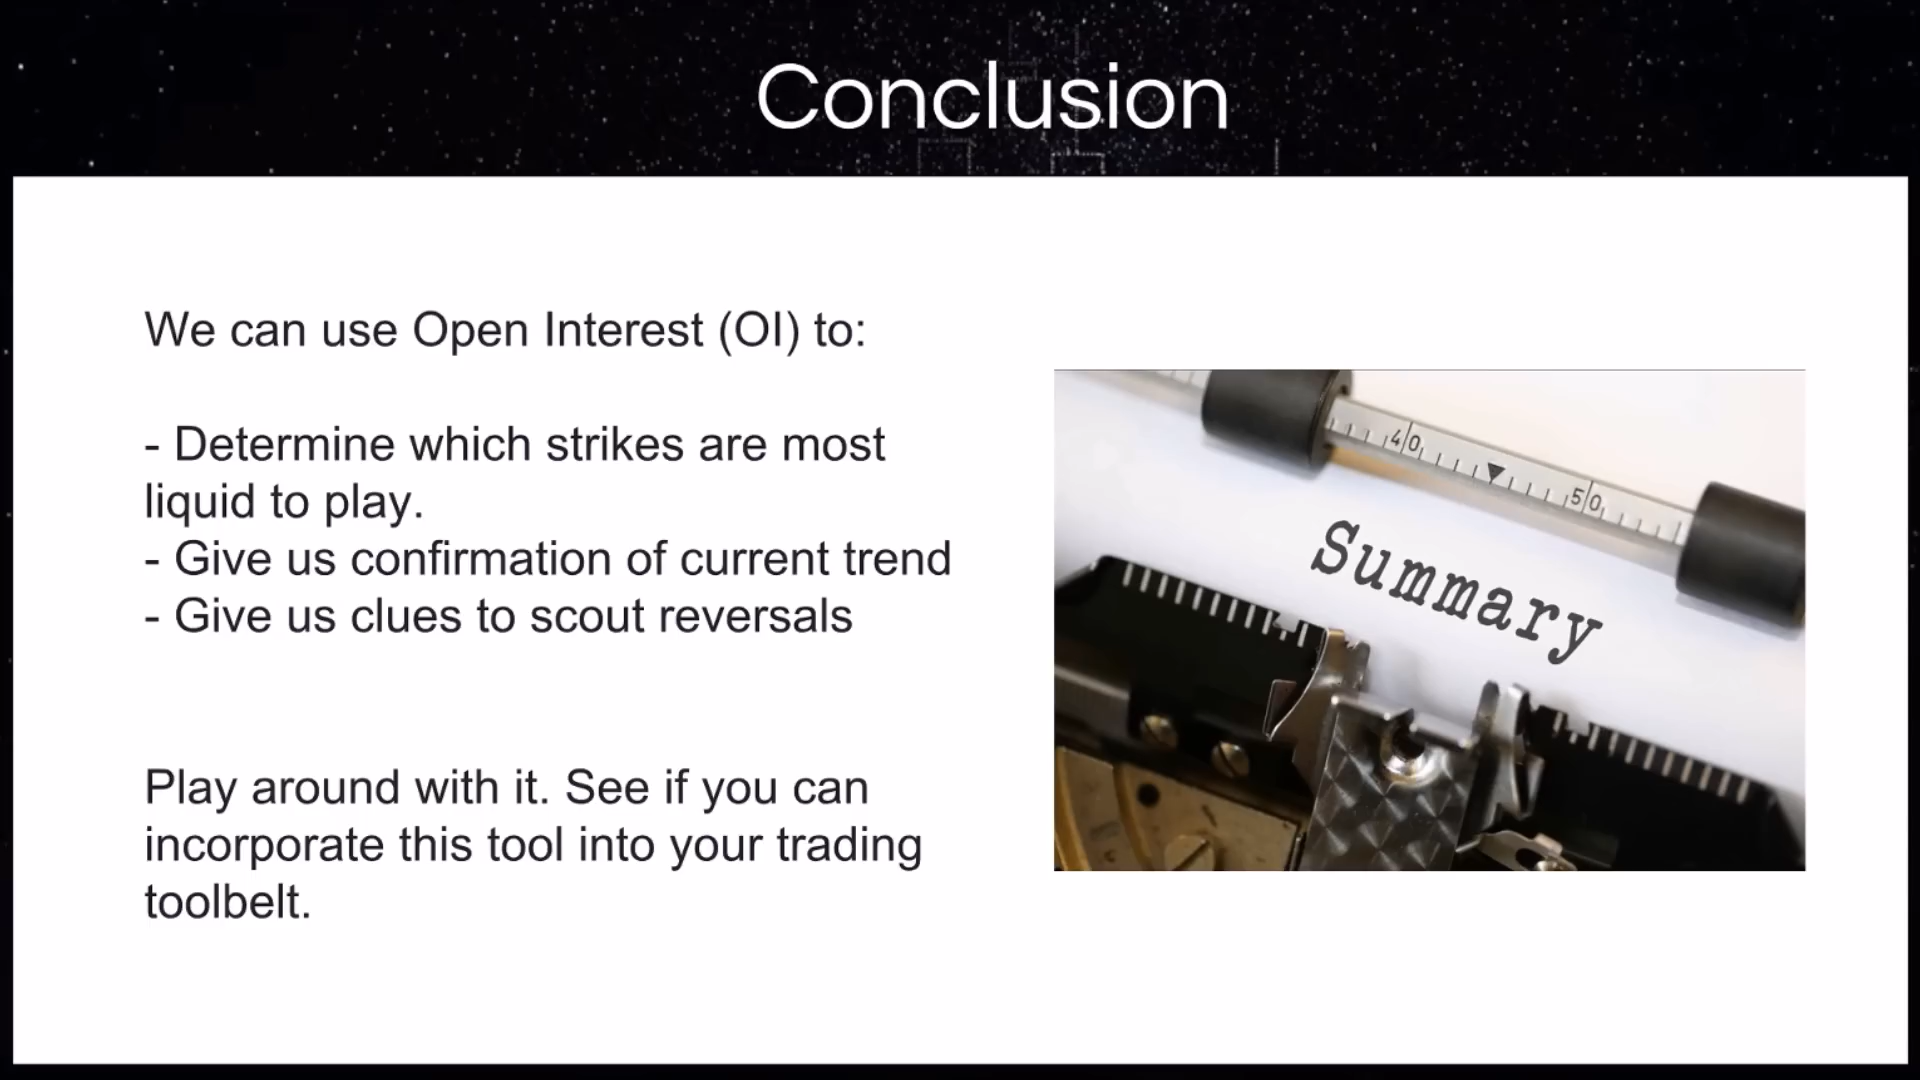 Conclusion
We can use Open Interest (OI) to:
- Determine which strikes are most
liquid to play.
- Give us confirmation of current trend
- Give us clues to scout reversals
Play around with it. See if you can
incorporate this tool into your trading
toolbelt.
40
50
Summary